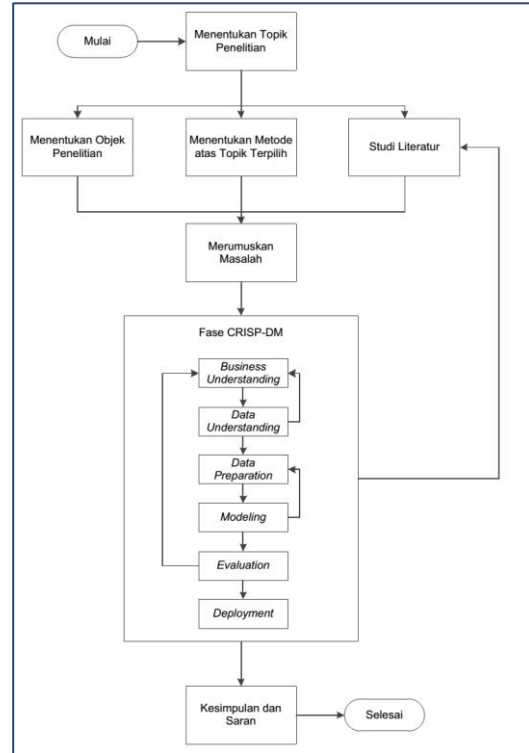 Mulai
Menentukan Topik
Penelitian
Menentukan Objek
Penelitian
Menentukan Metode
atas Topik Terpilih
Studi Literatur
Merumuskan
Masalah
Fase CRISP-DM
Business
Understanding
Data
Understanding
Data
Preparation
Modeling
Evaluation
Deployment
Kesimpulan dan
Saran
Selesai